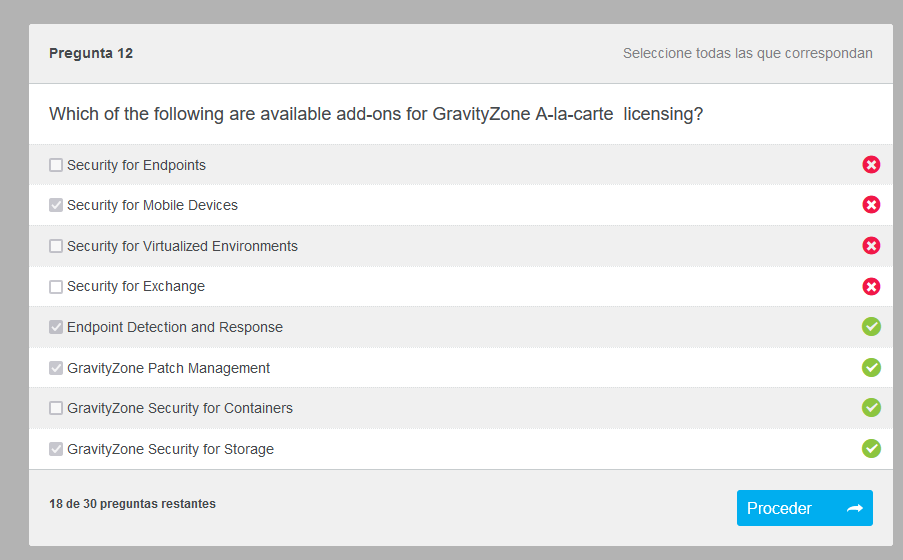 Pregunta 12
Seleccione todas las que correspondan
Which of the following are available add-ons for GravityZone A-la-carte  licensing?
Security for Endpoints
Security for Mobile Devices
Security for Virtualized Environments
Security for Exchange
Endpoint Detection and Response
GravityZone Patch Management
GravityZone Security for Containers
GravityZone Security for Storage
18 de 30 preguntas restantes
Proceder